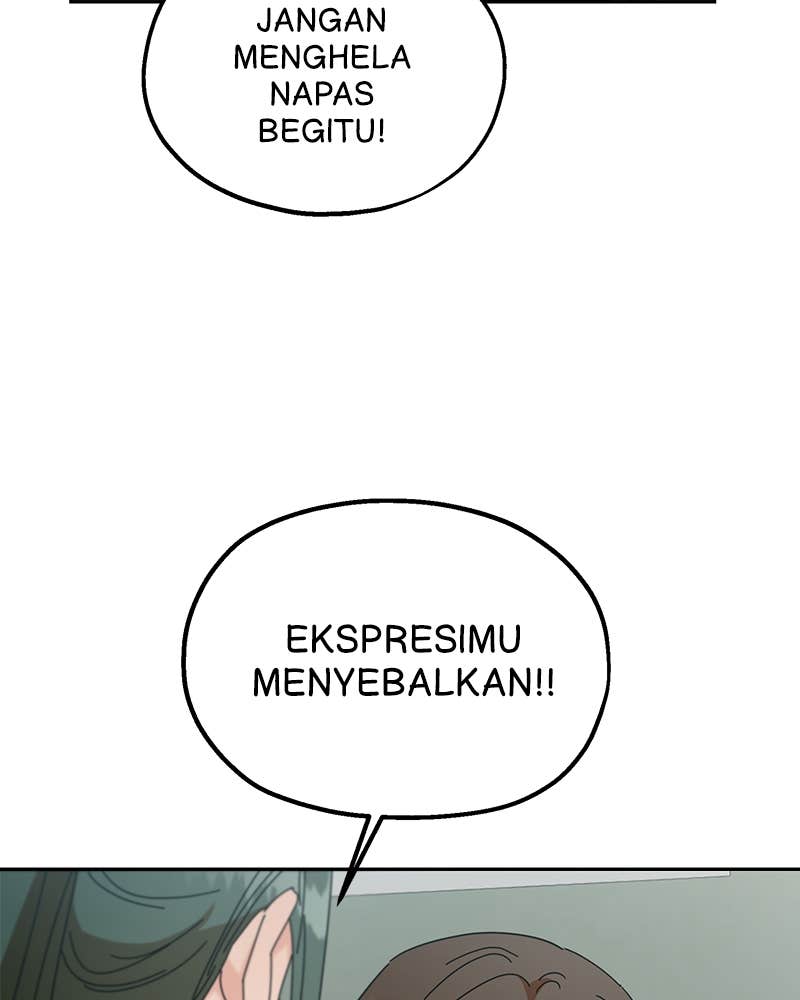 JANGAN
MENGHELA
NAPAS
BEGITU!
EKSPRESIMU
MENYEBALKAN!!